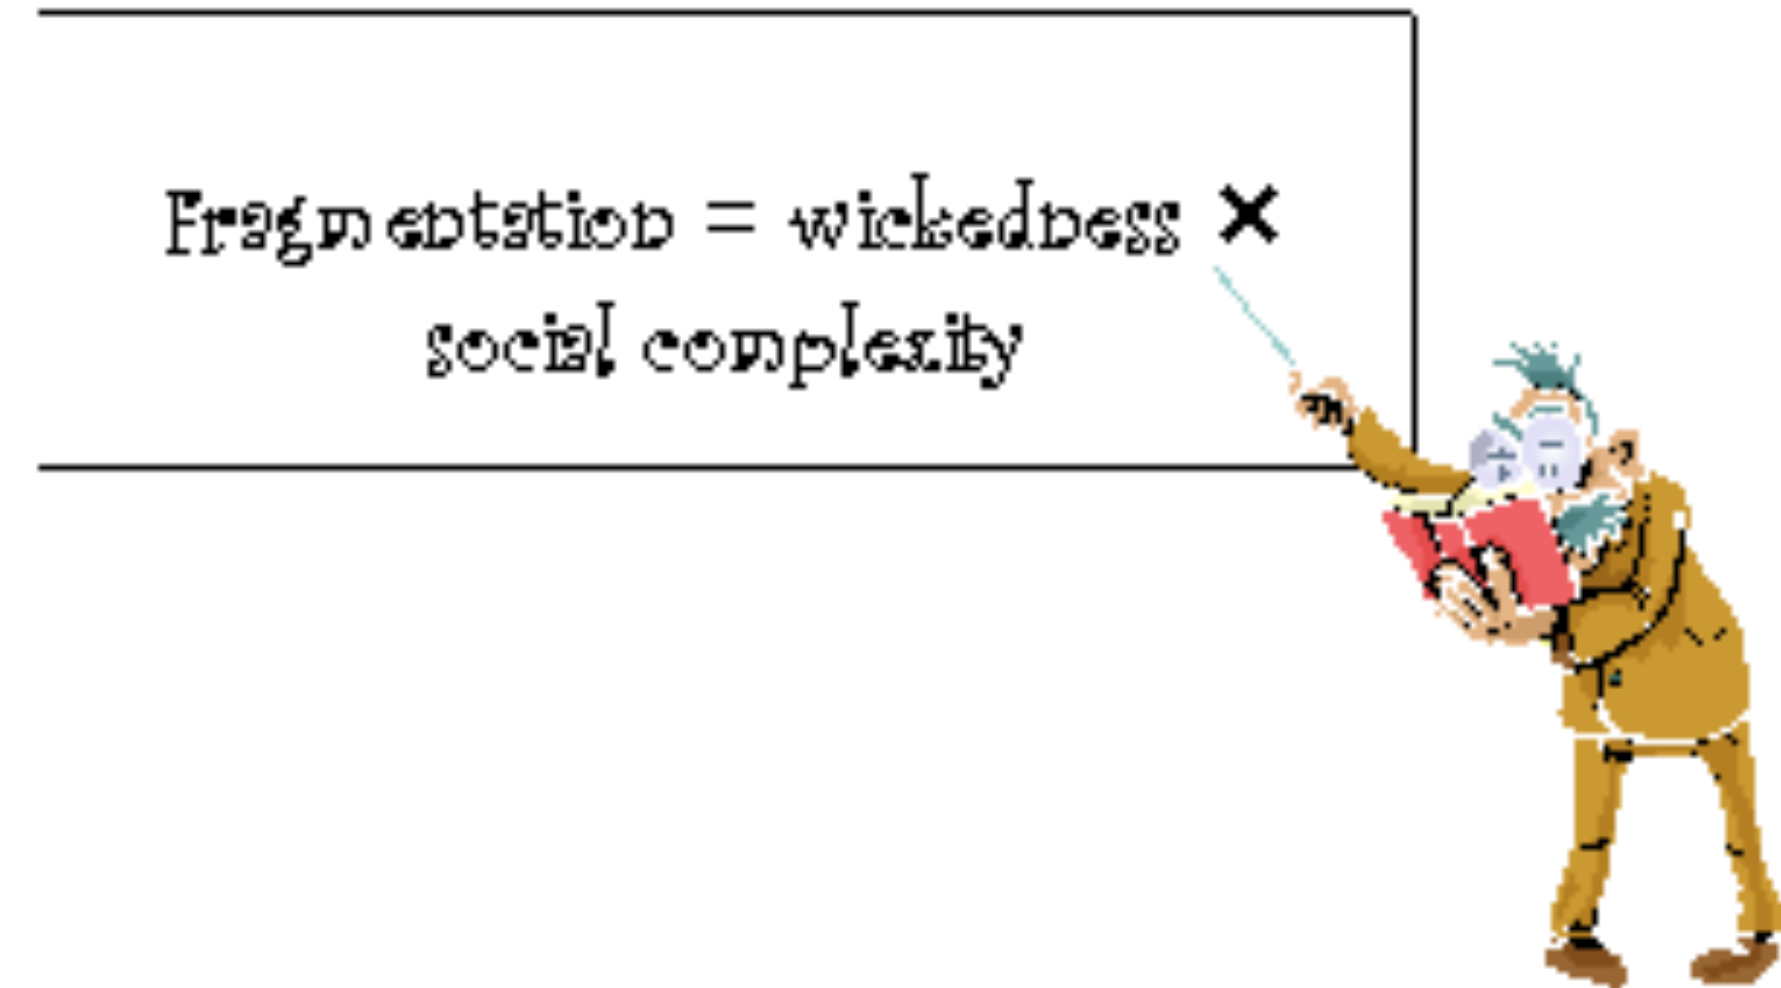 Fragmentation = wickedness ×
social complexity